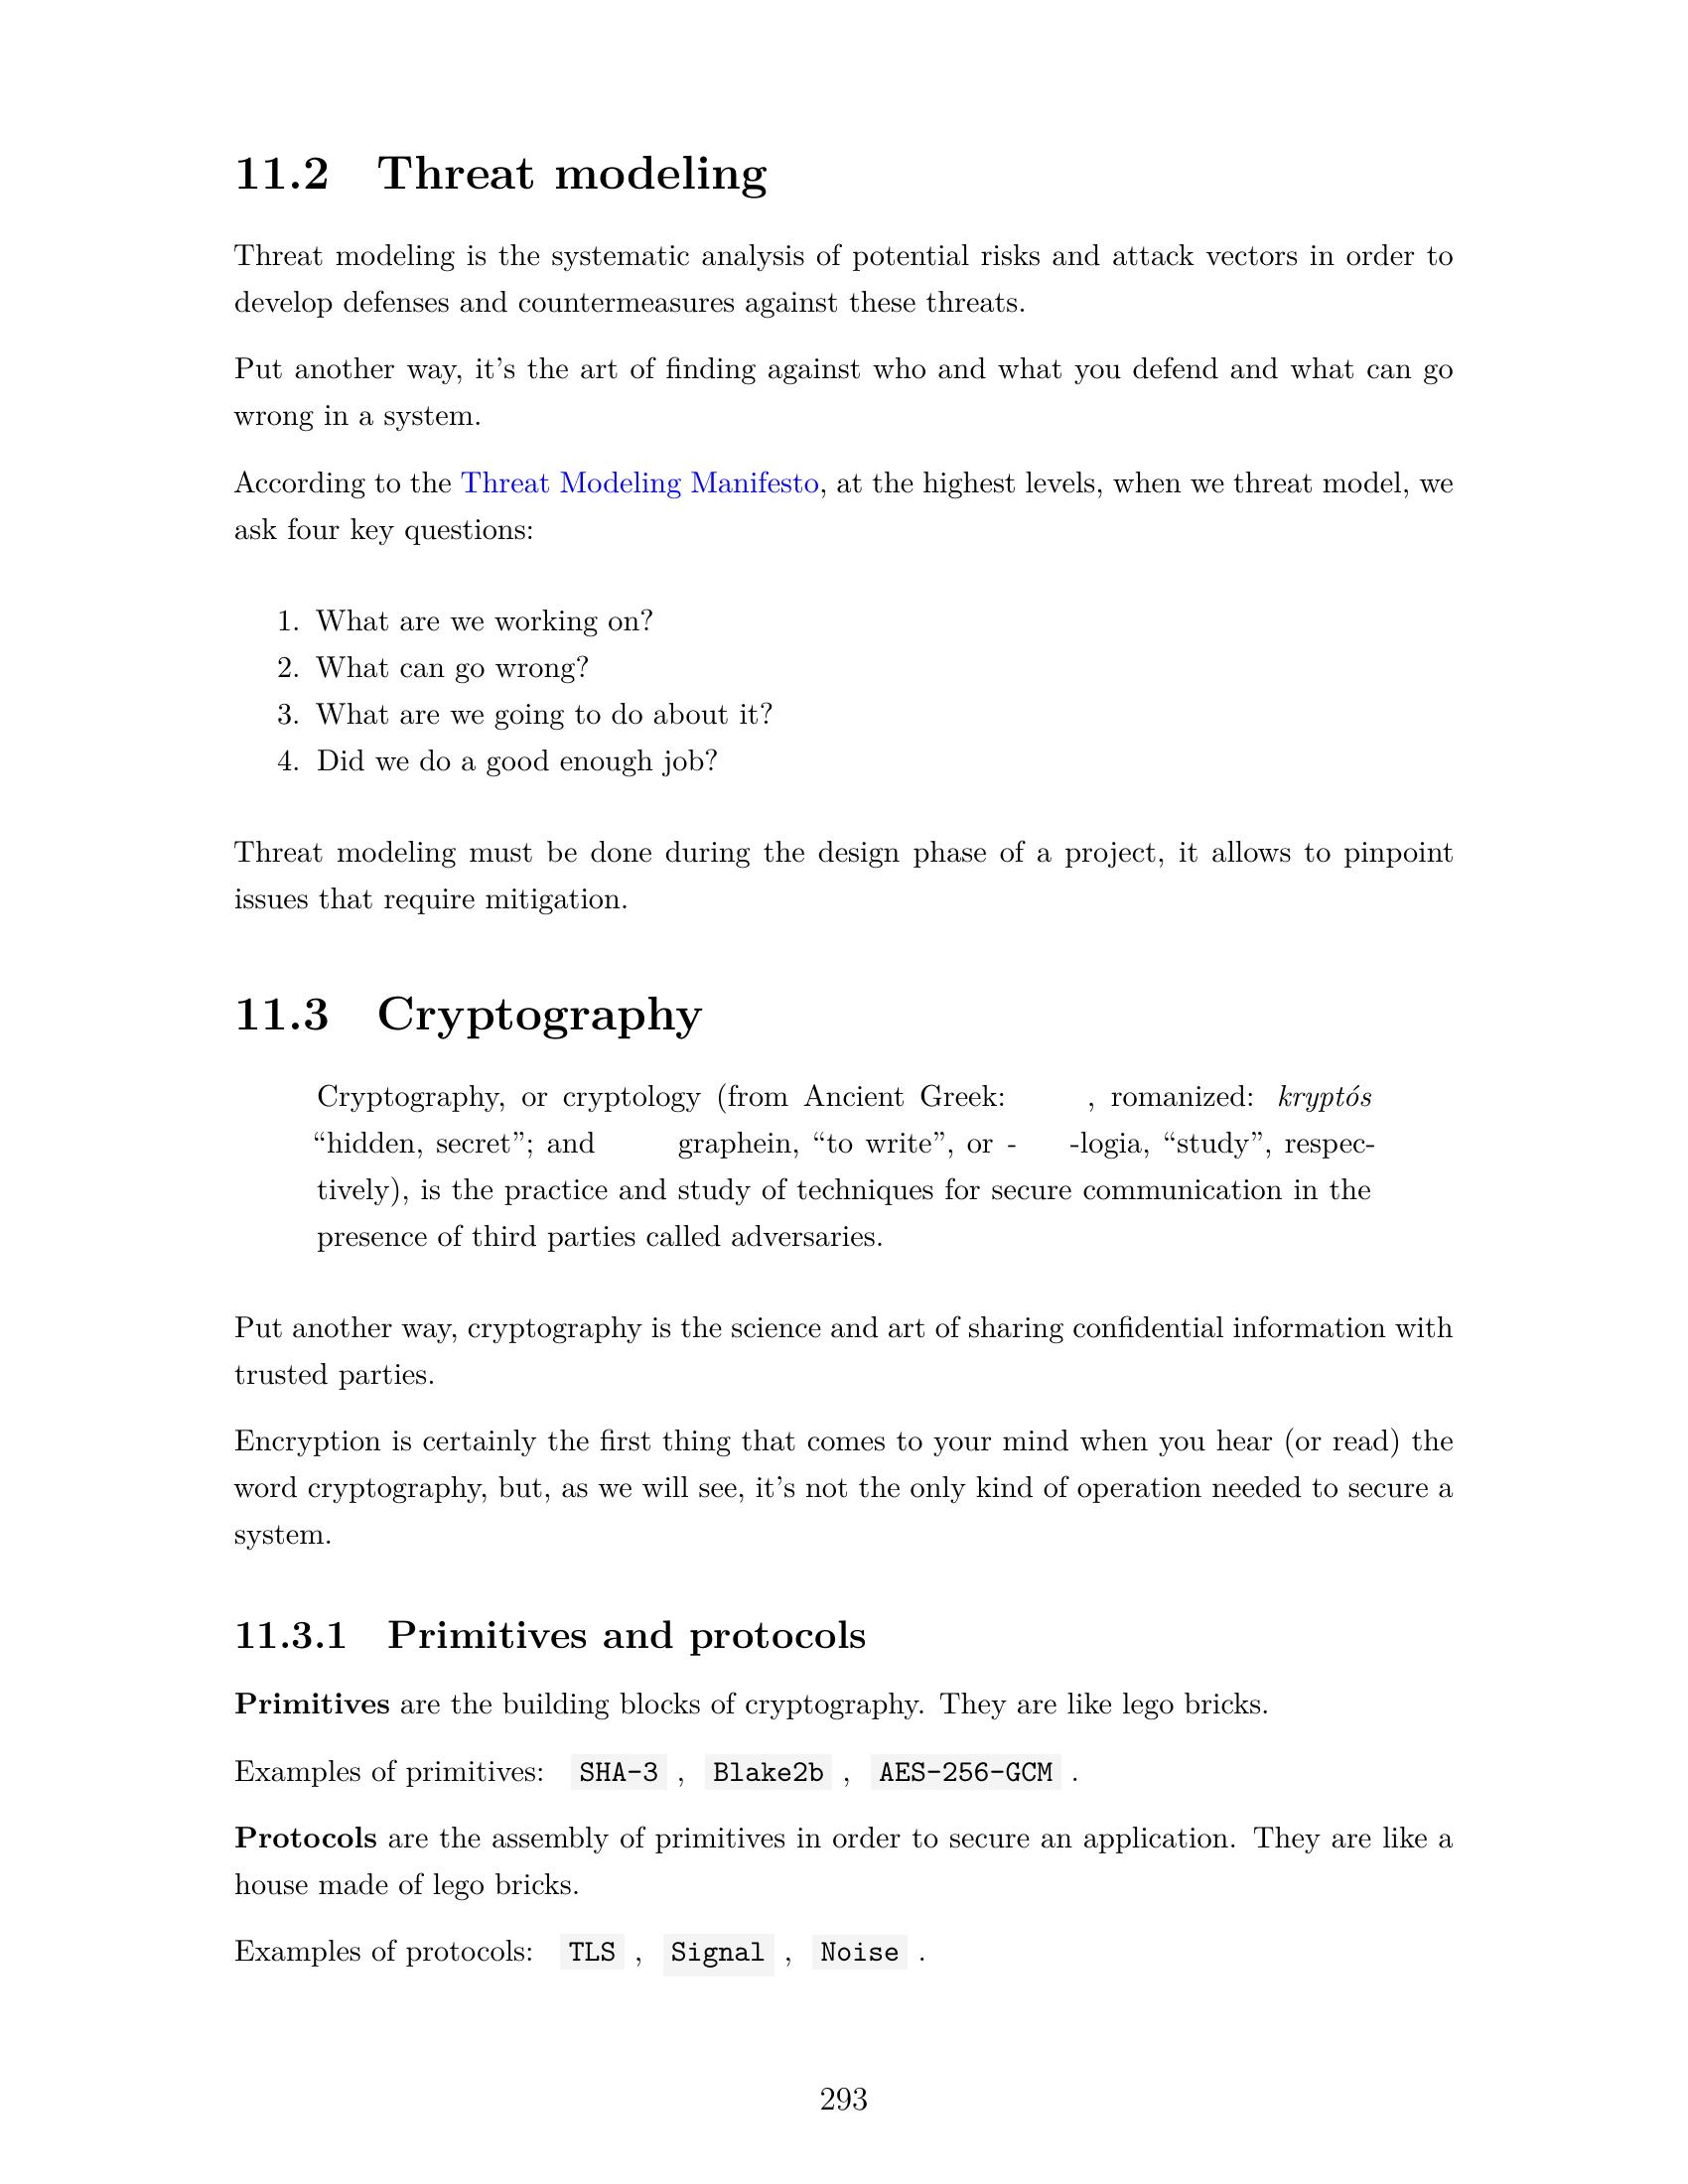 11.2 Threat modeling
Threat modeling is the systematic analysis of potential risks and attack vectors in order to
develop defenses and countermeasures against these threats.
Put another way, it's the art of finding against who and what you defend and what can go
wrong in a system.
According to the Threat Modeling Manifesto, at the highest levels, when we threat model, we
ask four key questions:
1. What are we working on?
2. What can go wrong?
3. What are we going to do about it?
4. Did we do a good enough job?
Threat modeling must be done during the design phase of a project, it allows to pinpoint
issues that require mitigation.
11.3 Cryptography
Cryptography, or cryptology (from Ancient Greek: , romanized: kryptós
“hidden, secret”; and graphein, “to write”, or - -logia, “study”, respec-
tively), is the practice and study of techniques for secure communication in the
presence of third parties called adversaries.
Put another way, cryptography is the science and art of sharing confidential information with
trusted parties.
Encryption is certainly the first thing that comes to your mind when you hear (or read) the
word cryptography, but, as we will see, it's not the only kind of operation needed to secure a
system.
11.3.1 Primitives and protocols
Primitives are the building blocks of cryptography. They are like lego bricks.
Examples of primitives: SHA-3 , Blake2b , AES-256-GCM .
Protocols are the assembly of primitives in order to secure an application. They are like a
house made of lego bricks.
Examples of protocols: TLS , Signal , Noise .
293